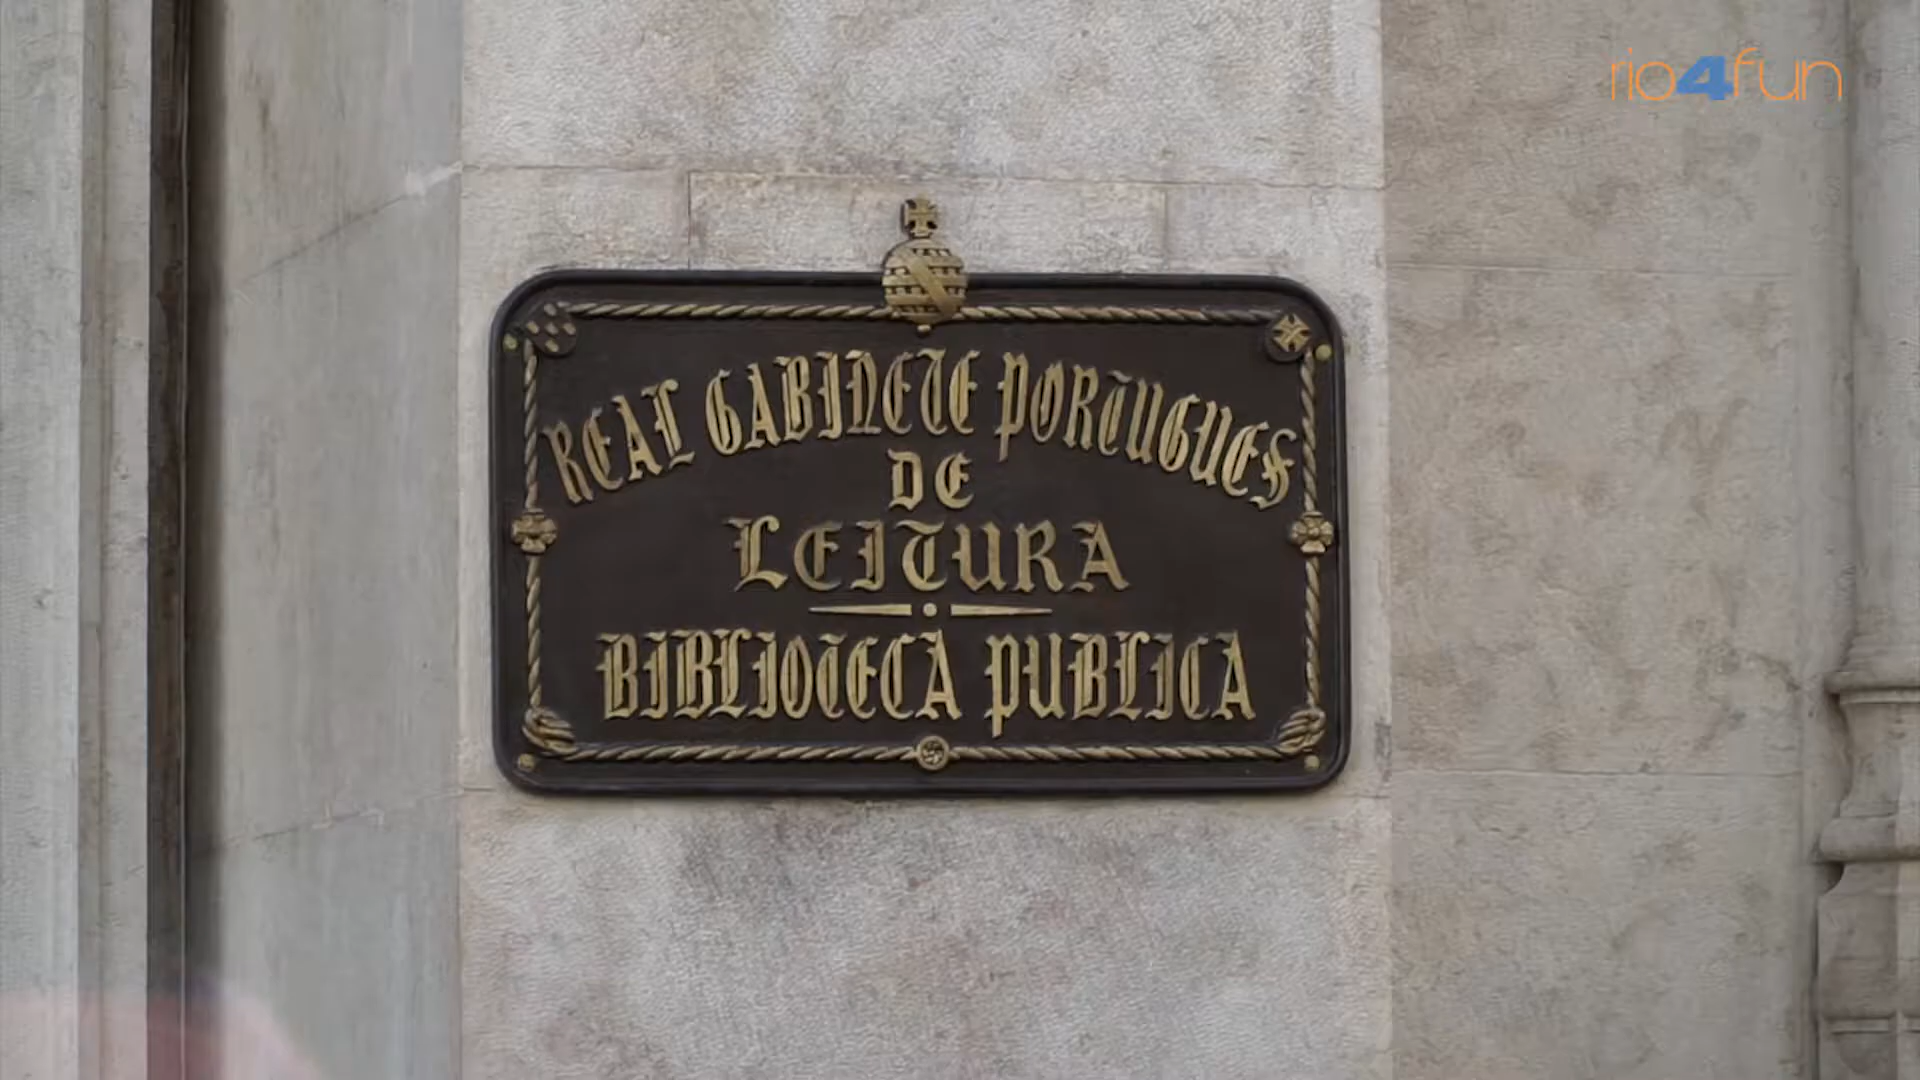 rio4fun
REAL GABINETE PORTUGUES
DE
LEITURA
BIBLIOTECA PUBLICA